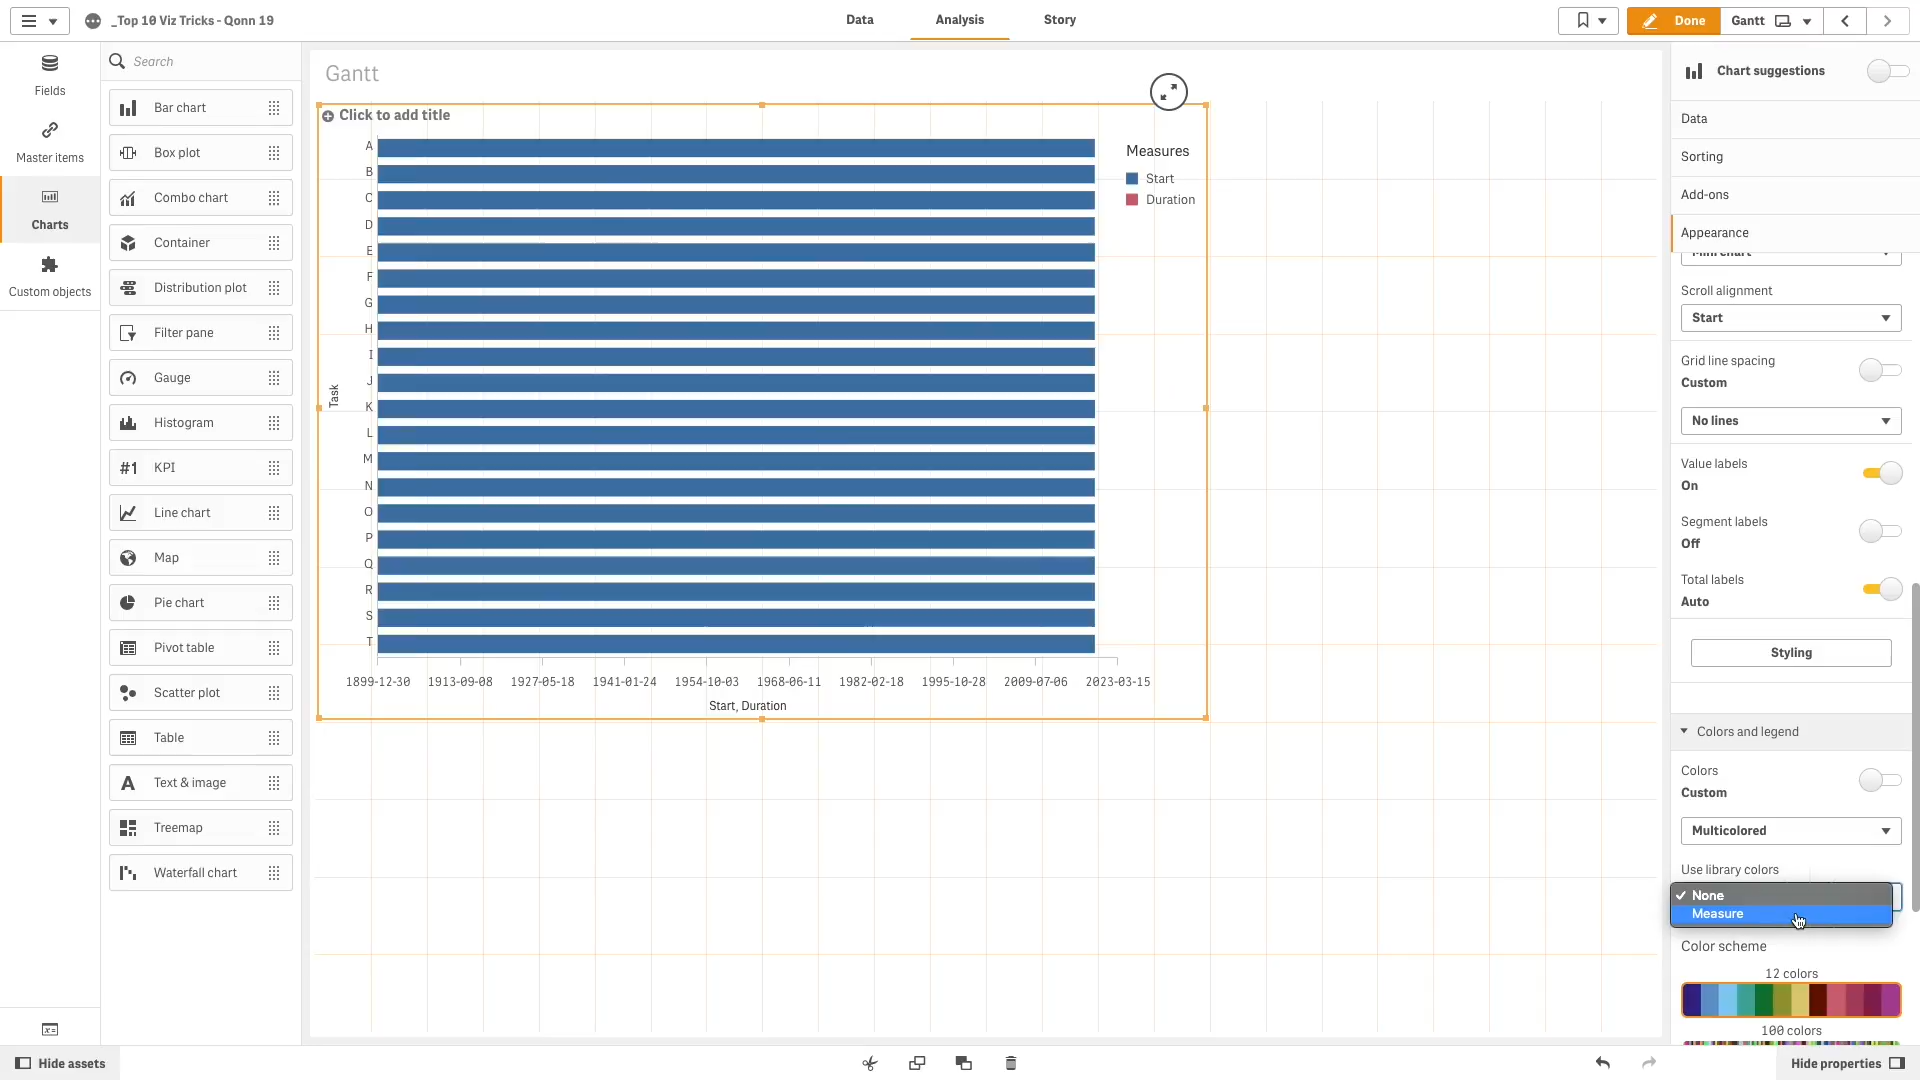 _Top 10 Viz Tricks - Qonn 19
Data
Analysis
Story
Done
Gantt
Fields
Master items
Charts
Custom objects
Search
Bar chart
Box plot
Combo chart
Container
Distribution plot
Filter pane
Gauge
Histogram
#1 KPI
Line chart
Map
Pie chart
Pivot table
Scatter plot
Table
A Text & image
Treemap
Waterfall chart
Gantt
Click to add title
A
B
C
D
E
F
G
H
I
J
K
L
M
N
O
P
Q
R
S
T
Task
1899-12-30 1913-09-08 1927-05-18 1941-01-24 1954-10-03 1968-06-11 1982-02-18 1995-10-28 2009-07-06 2023-03-15
Start, Duration
Measures
Start
Duration
Chart suggestions
Data
Sorting
Add-ons
Appearance
Mini chart
Scroll alignment
Start
Grid line spacing
Custom
No lines
Value labels
On
Segment labels
Off
Total labels
Auto
Styling
Colors and legend
Colors
Custom
Multicolored
Use library colors
✓ None
Measure
Color scheme
12 colors
100 colors
Hide assets
Hide properties